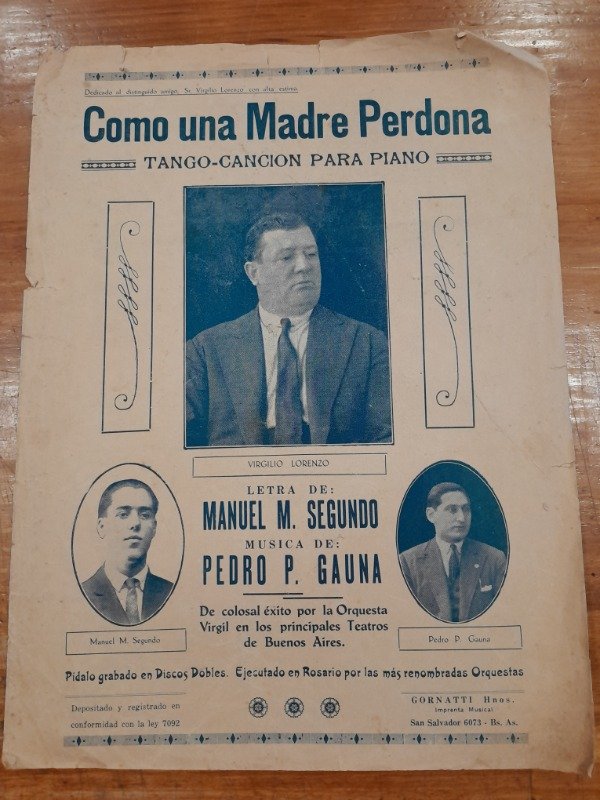 Dedicado al distinguido amigo, Sr. Virgilio Lorenzo con alta estima.
Como una Madre Perdona
TANGO-CANCION PARA PIANO
VIRGILIO LORENZO
LETRA DE:
MANUEL M. SEGUNDO
MUSICA DE:
PEDRO P. GAUNA
De colosal éxito por la Orquesta
Virgil en los principales Teatros
de Buenos Aires.
Manuel M. Segundo
Pedro P. Gauna
Pídalo grabado en Discos Dobles. Ejecutado en Rosario por las más renombradas Orquestas
Depositado y registrado en
conformidad con la ley 7092
GORNATTI Hnos.
Imprenta Musical
San Salvador 6073 - Bs. As.